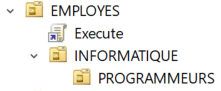 EMPLOYES
Execute
INFORMATIQUE
PROGRAMMEURS